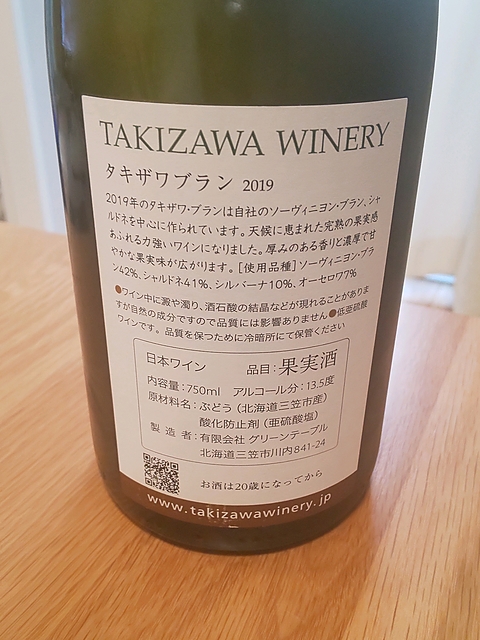 TAKIZAWA WINERY
タキザワブラン 2019
2019年のタキザワ・ブランは自社のソーヴィニヨン・ブラン、シャ
ルドネを中心に作られています。天候に恵まれた完熟の果実感
あふれる力強いワインになりました。厚みのある香りと濃厚で甘
やかな果実味が広がります。[使用品種]ソーヴィニヨン・ブラ
ン42%、シャルドネ41%、シルバーナ10%、オーセロワ7%
●ワイン中に澱や濁り、酒石酸の結晶などが現れることがありま
すが自然の成分ですので品質には影響ありません●低亜硫酸
ワインです。品質を保つために冷暗所にて保管ください
日本ワイン 品目:果実酒
内容量:750ml アルコール分:13.5度
原材料名:ぶどう(北海道三笠市産)
酸化防止剤(亜硫酸塩)
製造者:有限会社 グリーンテーブル
北海道三笠市川内841-24
お酒は20歳になってから
www.takizawawinery.jp